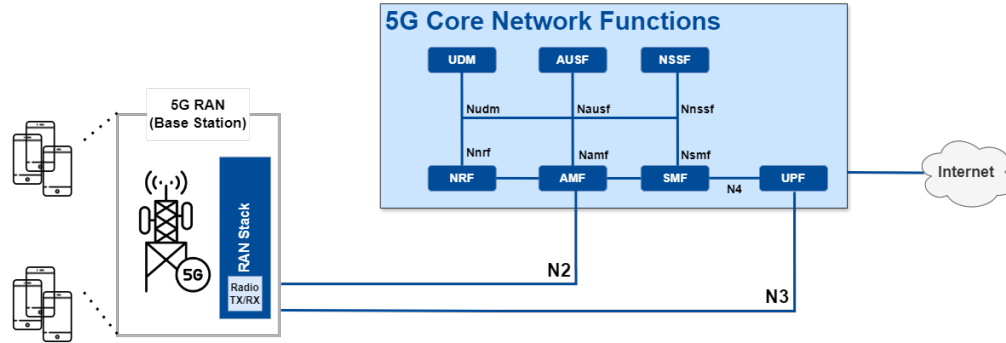 5G Core Network Functions
UDM
AUSF
NSSF
Nudm
Nausf
Nnssf
Nnrf
Namf
Nsmf
NRF
AMF
SMF
UPF
N4
5G RAN
(Base Station)
RAN Stack
5G
Radio
TX/RX
N2
N3
Internet